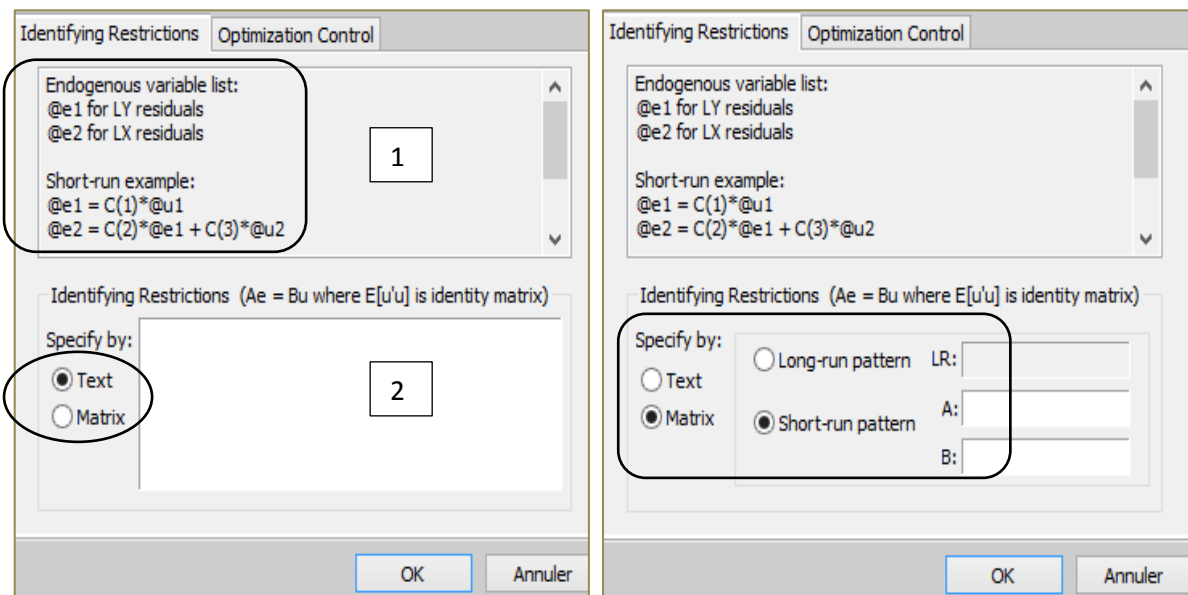 Identifying Restrictions Optimization Control
Endogenous variable list:
@e1 for LY residuals
@e2 for LX residuals
1
Short-run example:
@e1 = C(1)*@u1
@e2 = C(2)*@e1 + C(3)*@u2
Identifying Restrictions (Ae = Bu where E[u'u] is identity matrix)
Specify by:
Text
Matrix
2
OK Annuler
Identifying Restrictions Optimization Control
Endogenous variable list:
@e1 for LY residuals
@e2 for LX residuals
Short-run example:
@e1 = C(1)*@u1
@e2 = C(2)*@e1 + C(3)*@u2
Identifying Restrictions (Ae = Bu where E[u'u] is identity matrix)
Specify by:
Text
Matrix
Long-run pattern LR:
Short-run pattern A:
B:
OK Annuler